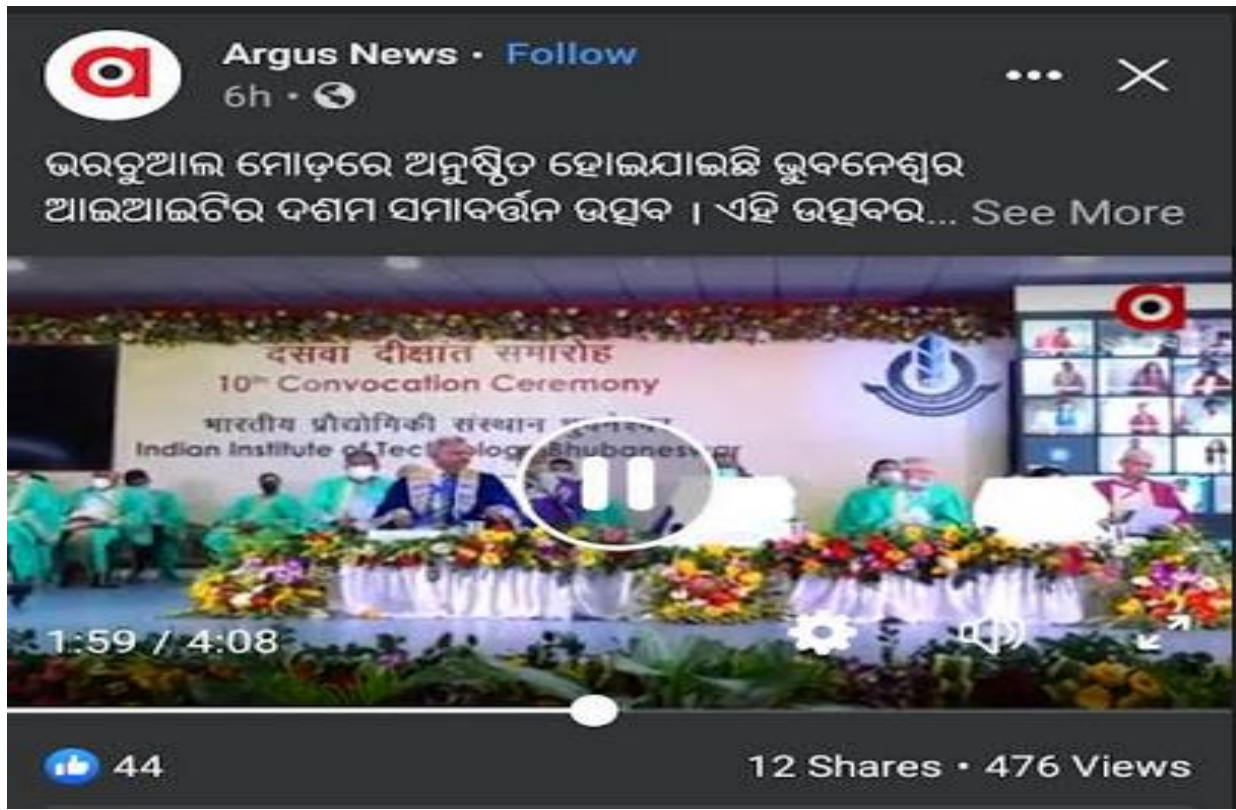 Argus News · Follow
6h ·
ଭରଚୁଆଲ ମୋଡ଼ରେ ଅନୁଷ୍ଠିତ ହୋଇଯାଇଛି ଭୁବନେଶ୍ୱର
ଆଇଆଇଟିର ଦଶମ ସମାବର୍ତ୍ତନ ଉତ୍ସବ । ଏହି ଉତ୍ସବର... See More
दसवां दीक्षांत समारोह
10th Convocation Ceremony
भारतीय प्रौद्योगिकी संस्थान भुवनेश्वर
Indian Institute of Technology Bhubaneswar
1:59 / 4:08
44
12 Shares • 476 Views